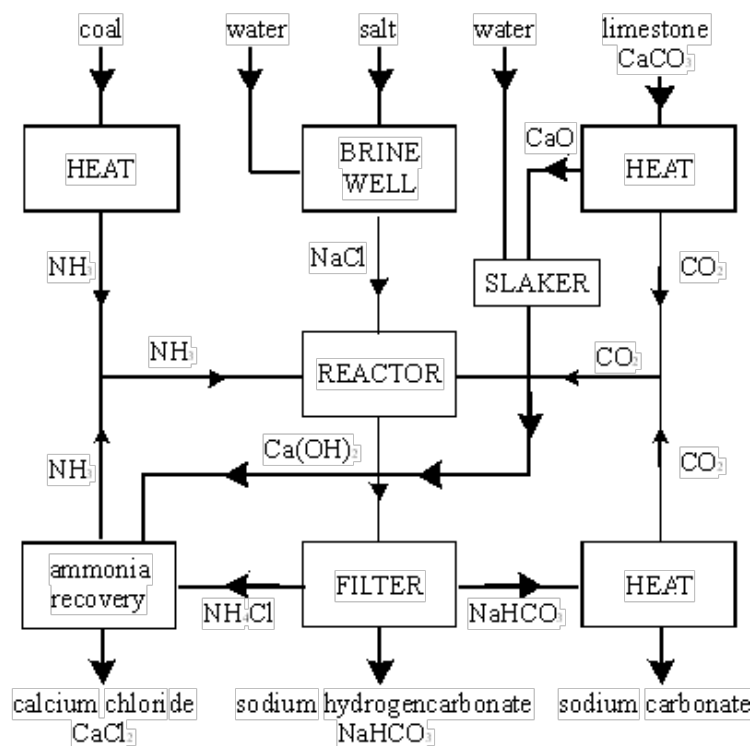 coal
water
salt
water
limestone
CaCO₃
HEAT
BRINE
WELL
CaO
HEAT
NH₃
NaCl
SLAKER
CO₂
NH₃
REACTOR
CO₂
NH₃
Ca(OH)₂
CO₂
ammonia
recovery
FILTER
HEAT
NH₄Cl
NaHCO₃
calcium chloride
CaCl₂
sodium hydrogencarbonate
NaHCO₃
sodium carbonate